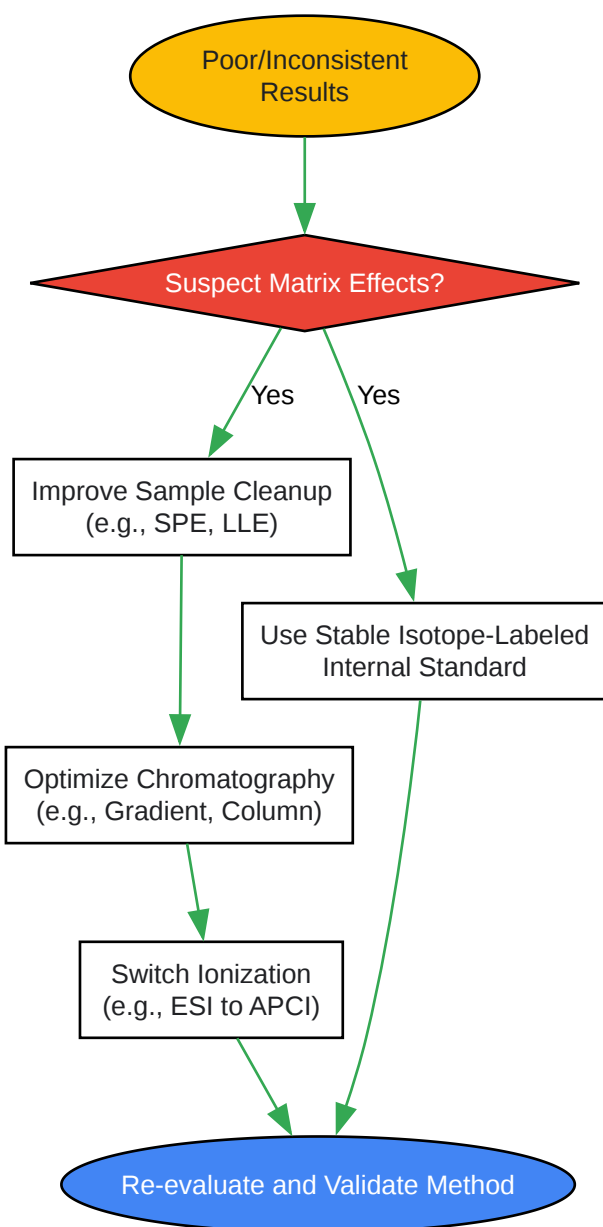 Poor/Inconsistent
Results
Suspect Matrix Effects?
Yes
Yes
Improve Sample Cleanup
(e.g., SPE, LLE)
Use Stable Isotope-Labeled
Internal Standard
Optimize Chromatography
(e.g., Gradient, Column)
Switch Ionization
(e.g., ESI to APCI)
Re-evaluate and Validate Method